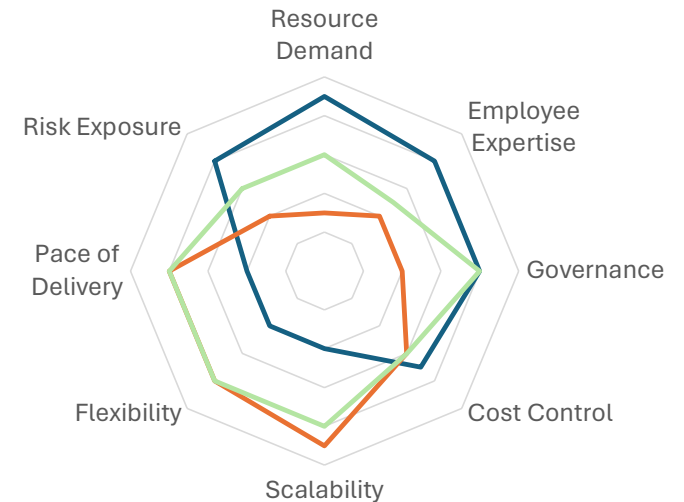 Resource
Demand
Employee
Expertise
Risk Exposure
Pace of
Delivery
Governance
Flexibility
Cost Control
Scalability